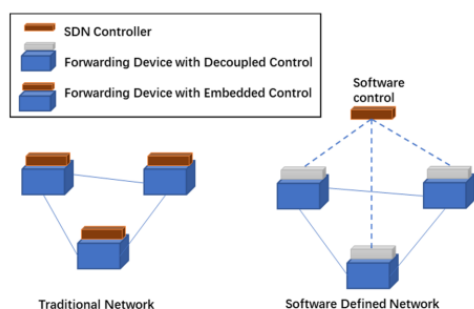 SDN Controller
Forwarding Device with Decoupled Control
Forwarding Device with Embedded Control
Software
control
Traditional Network
Software Defined Network